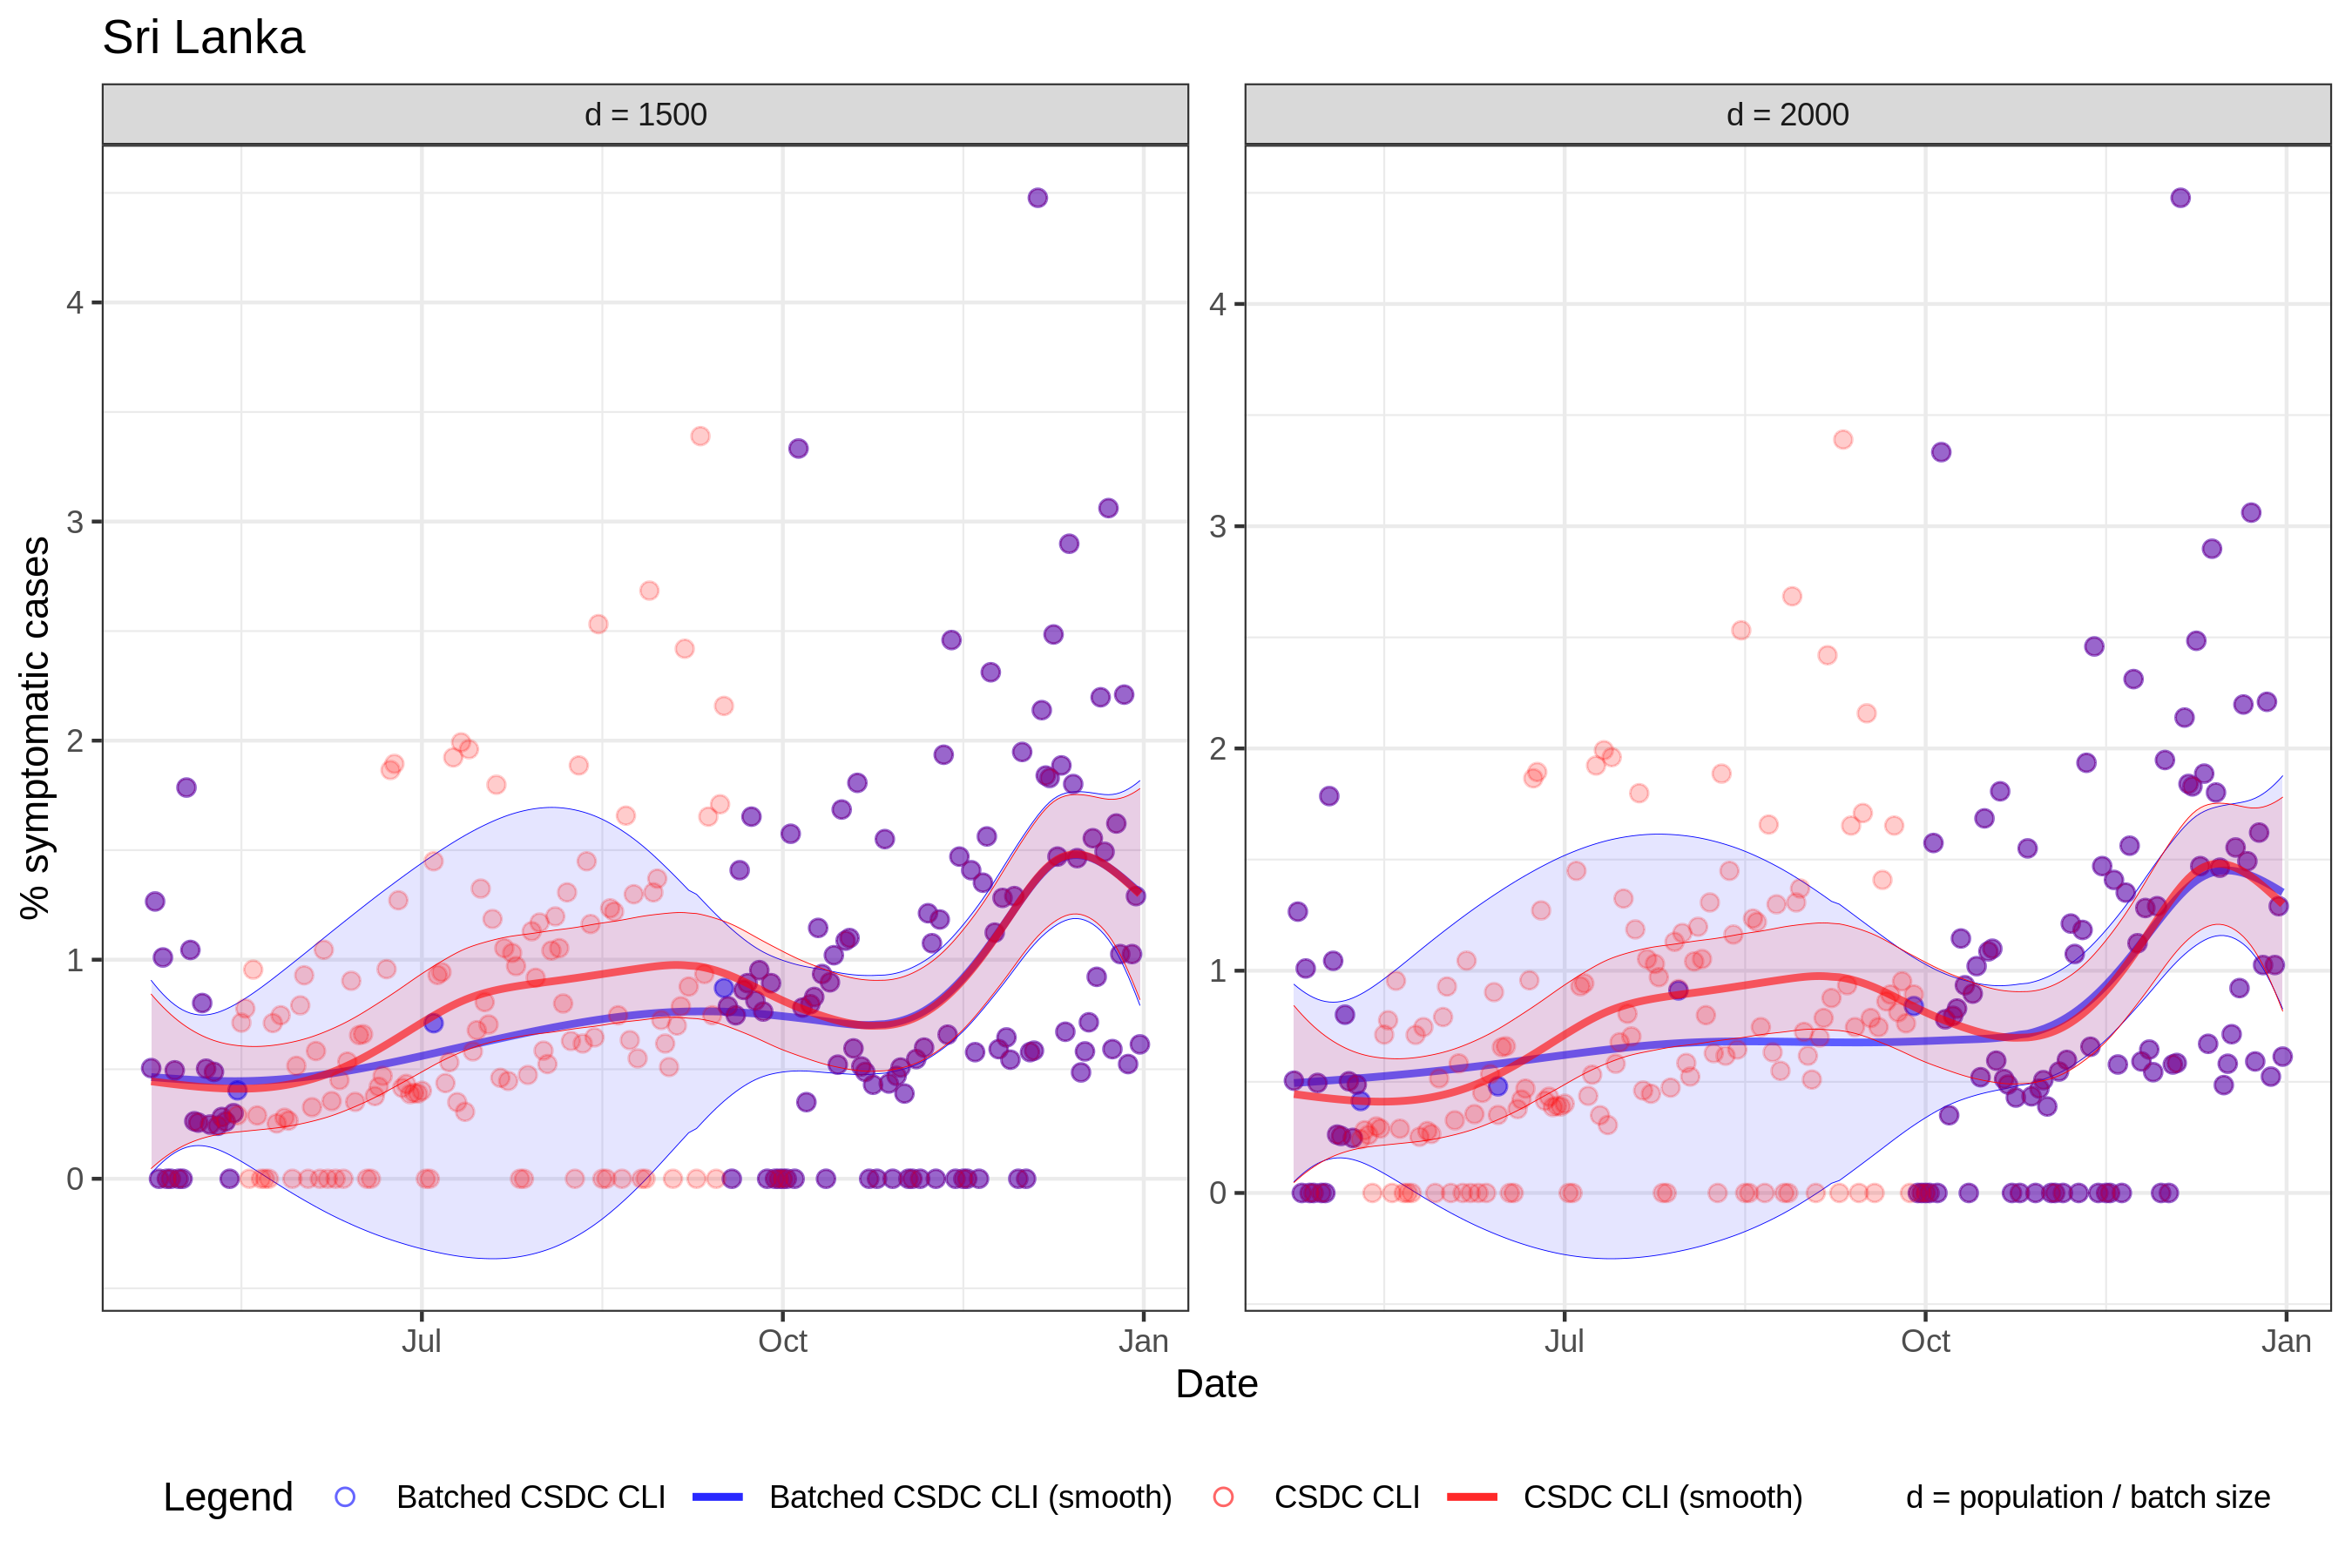 Sri Lanka
d = 1500
d = 2000
% symptomatic cases
4
3
2
1
0
4
3
2
1
0
Jul
Oct
Jan
Jul
Oct
Jan
Date
Legend
Batched CSDC CLI
Batched CSDC CLI (smooth)
CSDC CLI
CSDC CLI (smooth)
d = population / batch size